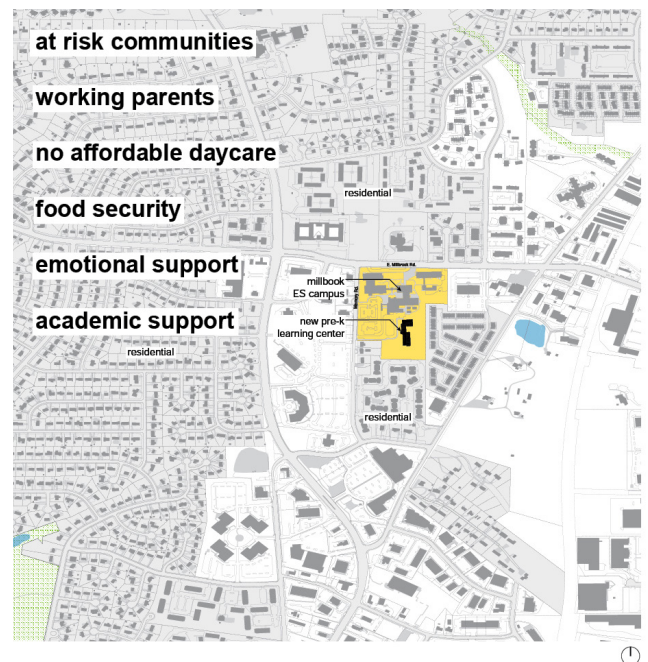 at risk communities
working parents
no affordable daycare
food security
residential
emotional support
E. Millbrook Rd.
millbook
ES campus
academic support
new pre-k
learning center
residential
residential